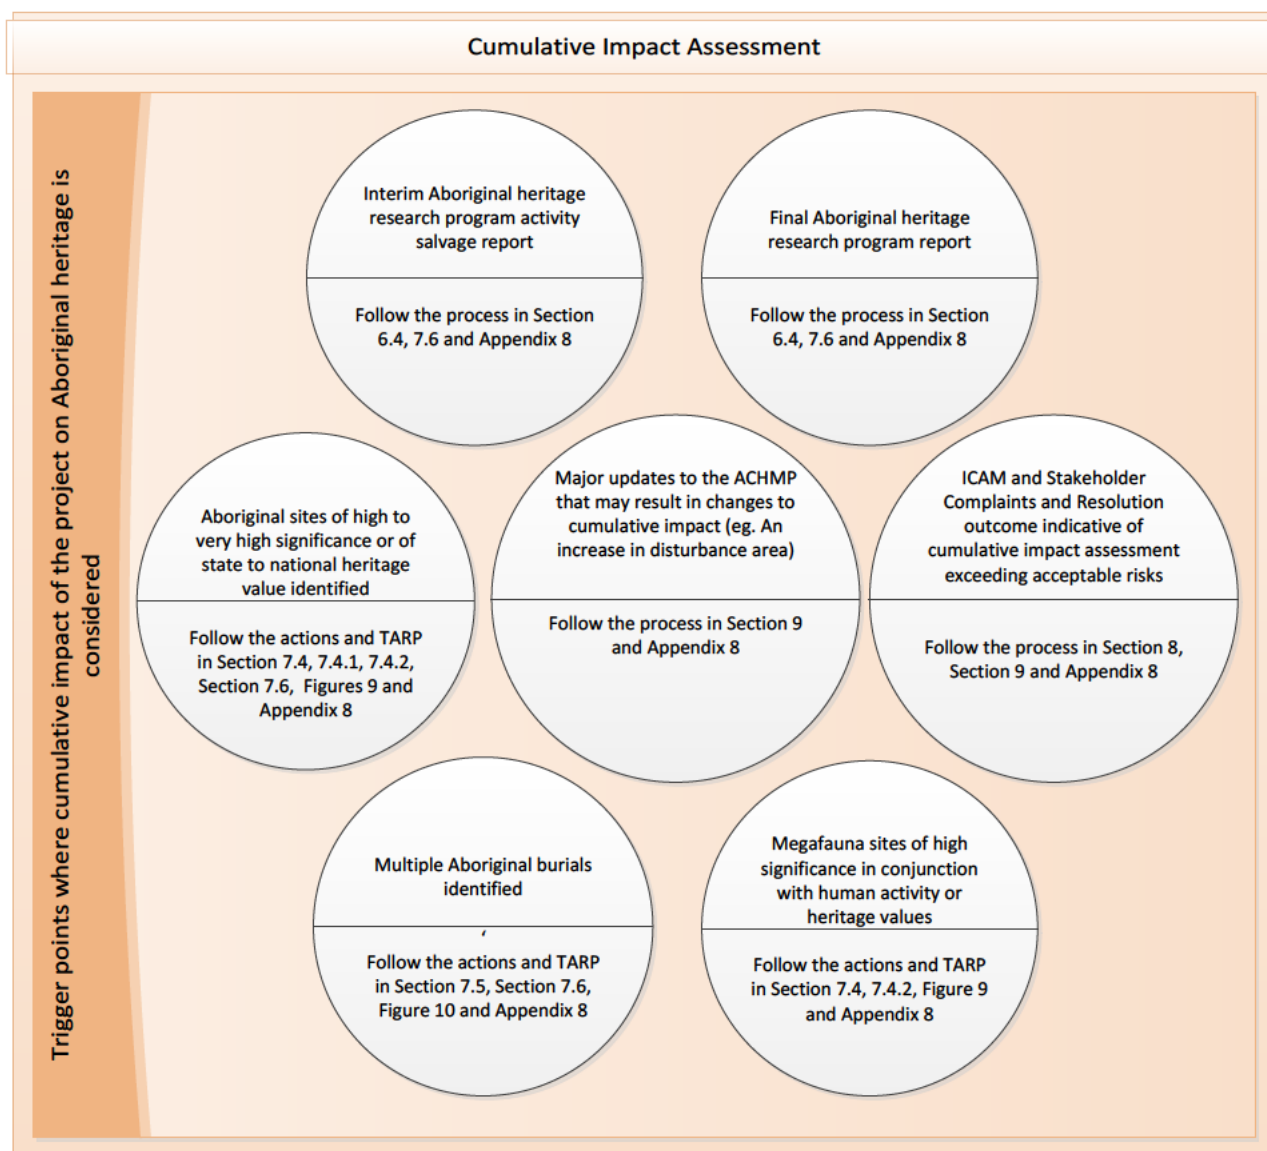 Cumulative Impact Assessment
Trigger points where cumulative impact of the project on Aboriginal heritage is
considered
Interim Aboriginal heritage
research program activity
salvage report
Follow the process in Section
6.4, 7.6 and Appendix 8
Final Aboriginal heritage
research program report
Follow the process in Section
6.4, 7.6 and Appendix 8
Aboriginal sites of high to
very high significance or of
state to national heritage
value identified
Follow the actions and TARP
in Section 7.4, 7.4.1, 7.4.2,
Section 7.6, Figures 9 and
Appendix 8
Major updates to the ACHMP
that may result in changes to
cumulative impact (eg. An
increase in disturbance area)
Follow the process in Section 9
and Appendix 8
ICAM and Stakeholder
Complaints and Resolution
outcome indicative of
cumulative impact assessment
exceeding acceptable risks
Follow the process in Section 8,
Section 9 and Appendix 8
Multiple Aboriginal burials
identified
‘
Follow the actions and TARP
in Section 7.5, Section 7.6,
Figure 10 and Appendix 8
Megafauna sites of high
significance in conjunction
with human activity or
heritage values
Follow the actions and TARP
in Section 7.4, 7.4.2, Figure 9
and Appendix 8